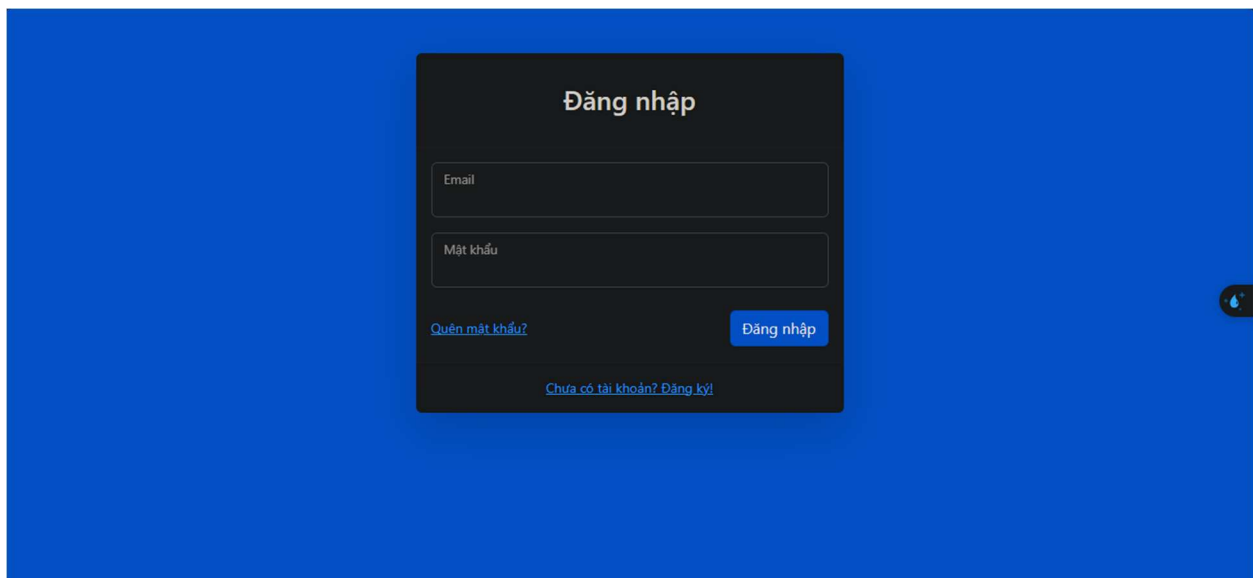 Đăng nhập
Email
Mật khẩu
Quên mật khẩu?
Đăng nhập
Chưa có tài khoản? Đăng ký!